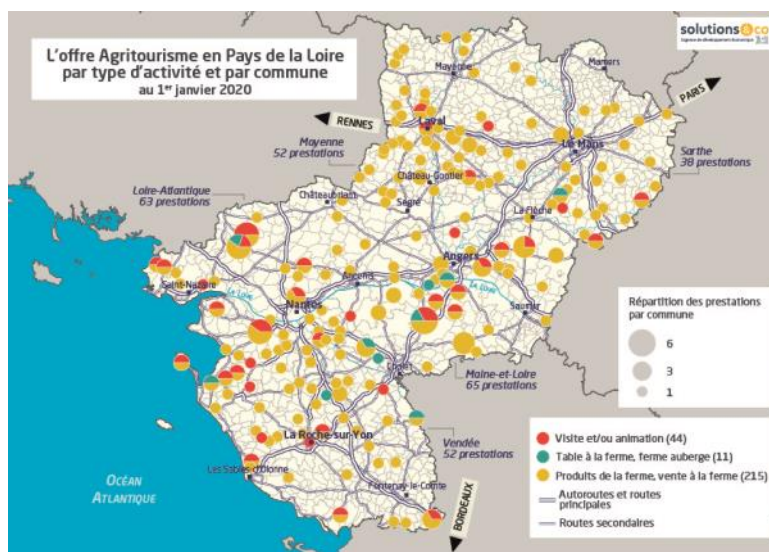 L'offre Agritourisme en Pays de la Loire
par type d'activité et par commune
au 1er janvier 2020
solutions&co
PARIS
RENNES
BORDEAUX
Mayenne
Mamers
Laval
Le Mans
Mayenne
52 prestations
Sarthe
38 prestations
Loire-Atlantique
63 prestations
Château-Gontier
Châteaubriant
Segré
La Flèche
Angers
Ancenis
Saint-Nazaire
La Loire
La Loire
Nantes
Saumur
Cholet
Maine-et-Loire
65 prestations
Vendée
52 prestations
La Roche-sur-Yon
Les Sables-d'Olonne
Fontenay-le-Comte
OCÉAN
ATLANTIQUE
Répartition des prestations
par commune
6
3
1
Visite et/ou animation (44)
Table à la ferme, ferme auberge (11)
Produits de la ferme, vente à la ferme (215)
Autoroutes et routes
principales
Routes secondaires